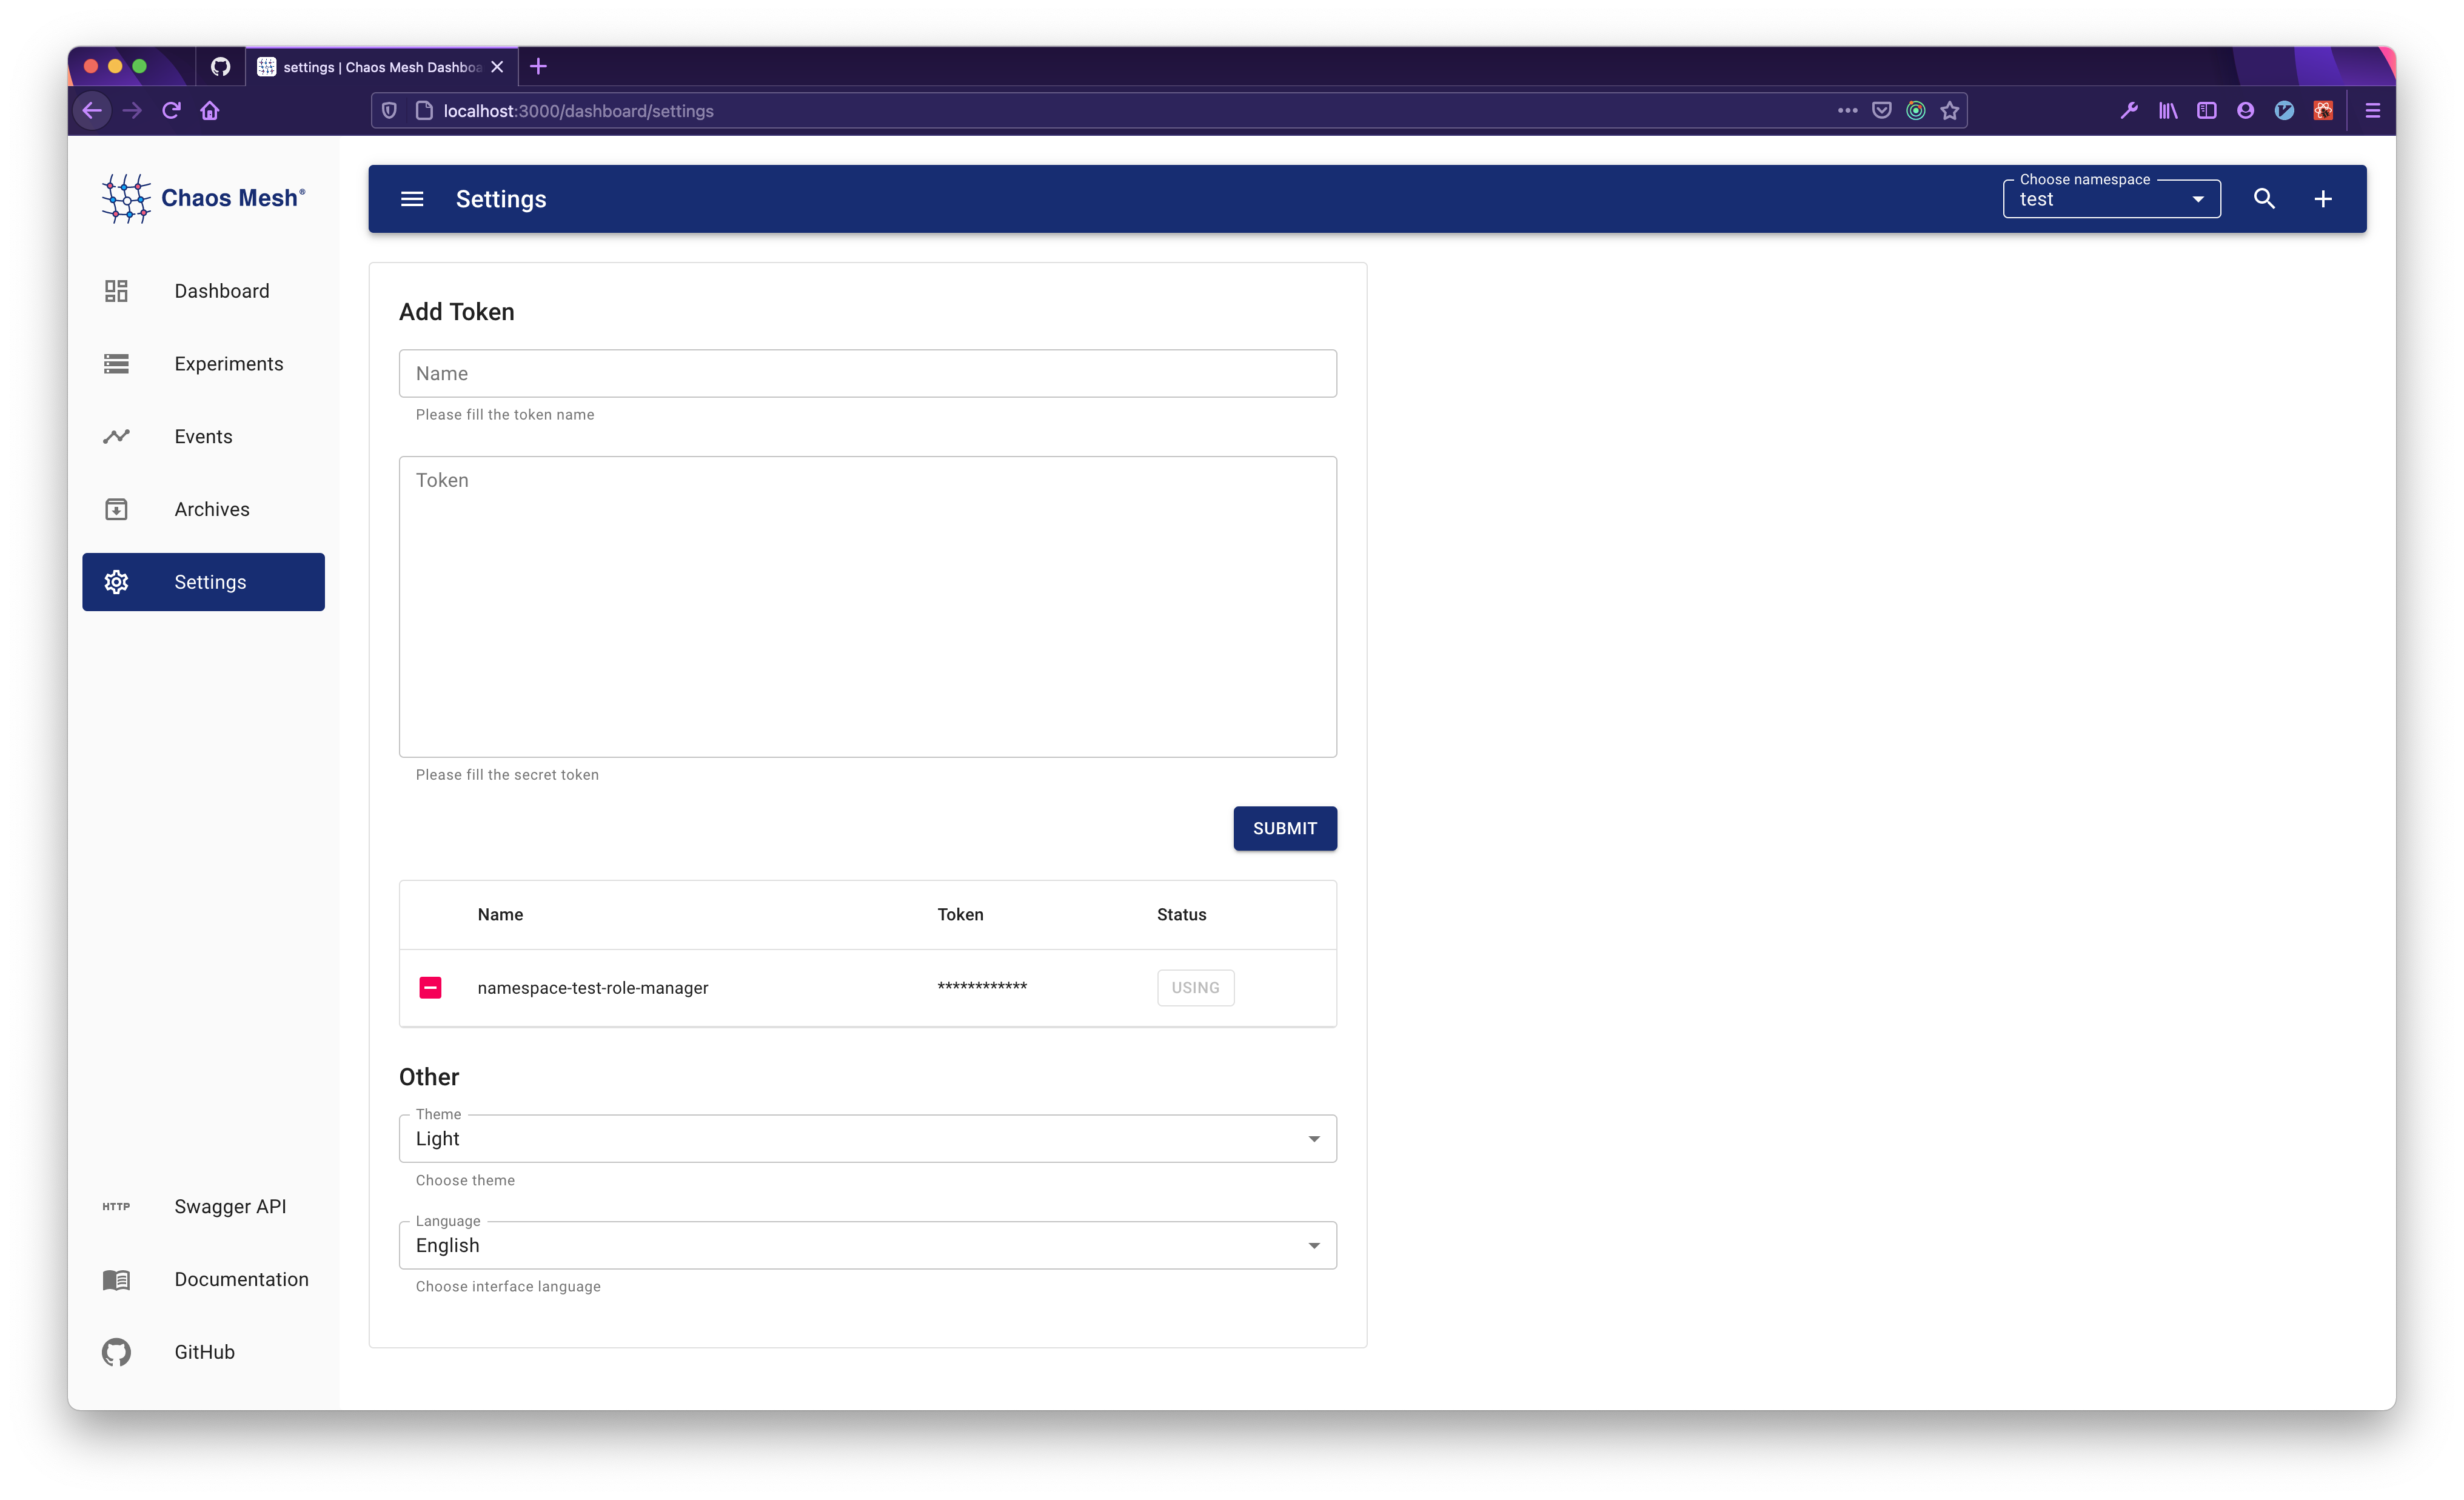 settings | Chaos Mesh Dashboa
localhost:3000/dashboard/settings
Chaos Mesh®
Dashboard
Experiments
Events
Archives
Settings
HTTP Swagger API
Documentation
GitHub
Settings
Choose namespace
test
Add Token
Name
Please fill the token name
Token
Please fill the secret token
SUBMIT
Name Token Status
namespace-test-role-manager ************ USING
Other
Theme
Light
Choose theme
Language
English
Choose interface language